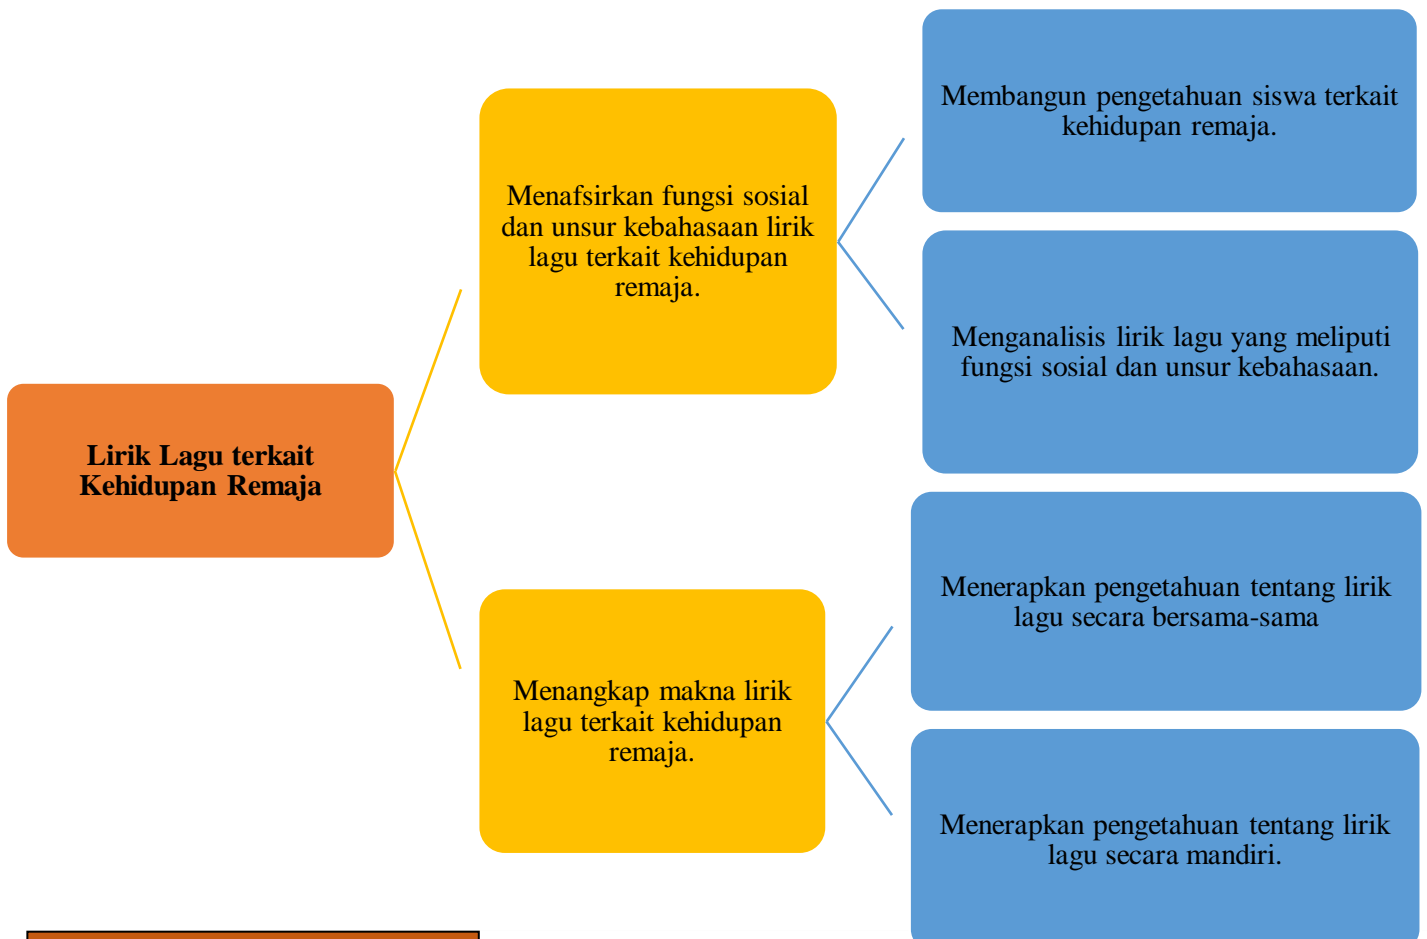 Lirik Lagu terkait
Kehidupan Remaja
Menafsirkan fungsi sosial
dan unsur kebahasaan lirik
lagu terkait kehidupan
remaja.
Membangun pengetahuan siswa terkait
kehidupan remaja.
Menganalisis lirik lagu yang meliputi
fungsi sosial dan unsur kebahasaan.
Menangkap makna lirik
lagu terkait kehidupan
remaja.
Menerapkan pengetahuan tentang lirik
lagu secara bersama-sama
Menerapkan pengetahuan tentang lirik
lagu secara mandiri.